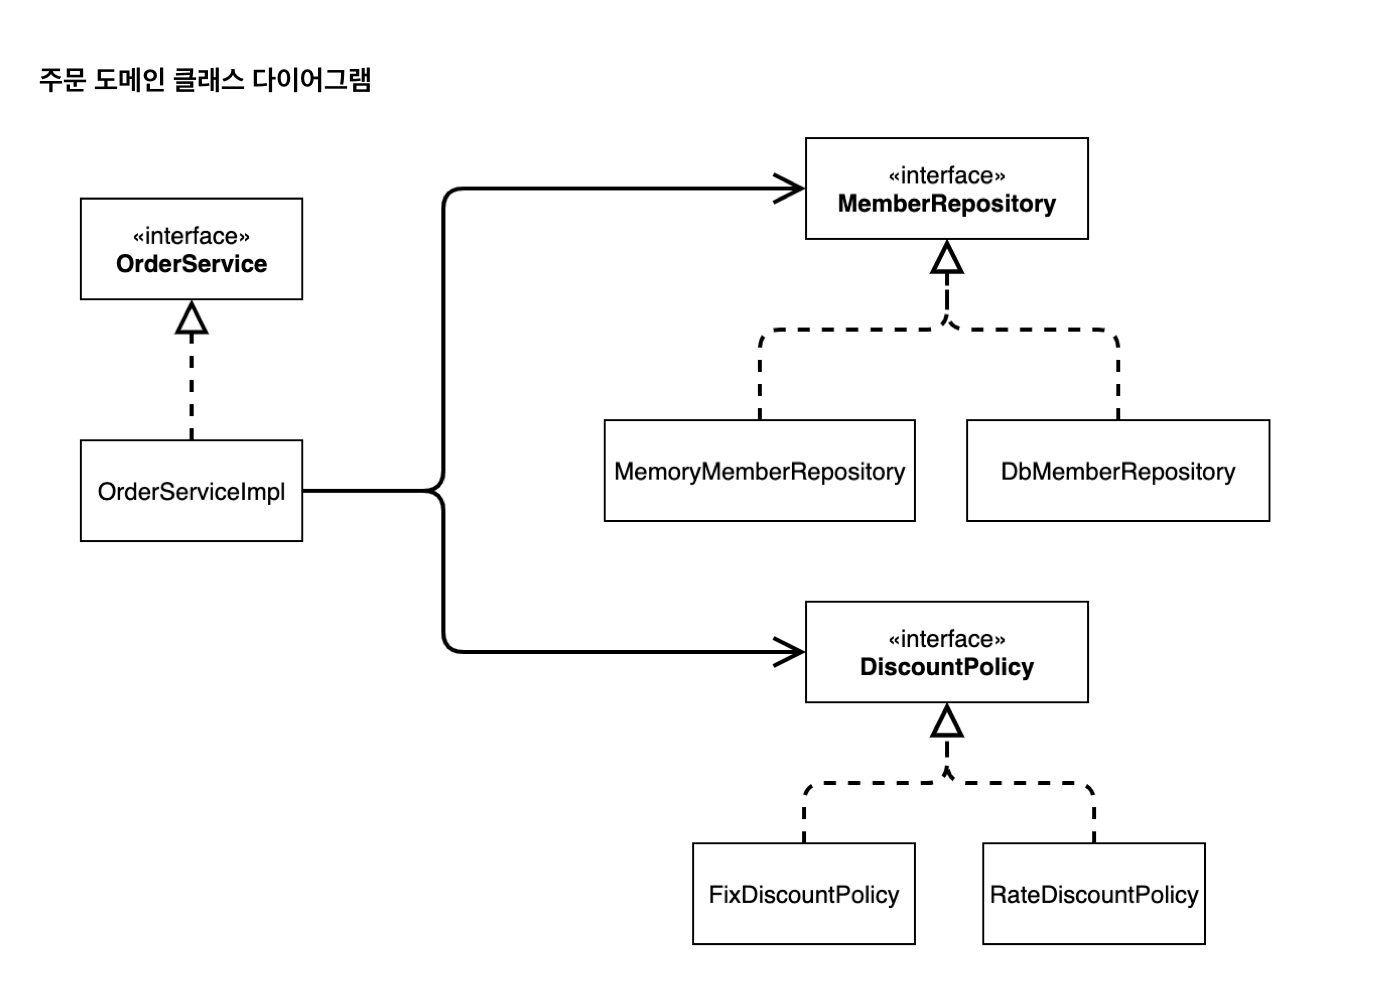 주문 도메인 클래스 다이어그램
«interface»
OrderService
OrderServiceImpl
«interface»
MemberRepository
MemoryMemberRepository
DbMemberRepository
«interface»
DiscountPolicy
FixDiscountPolicy
RateDiscountPolicy